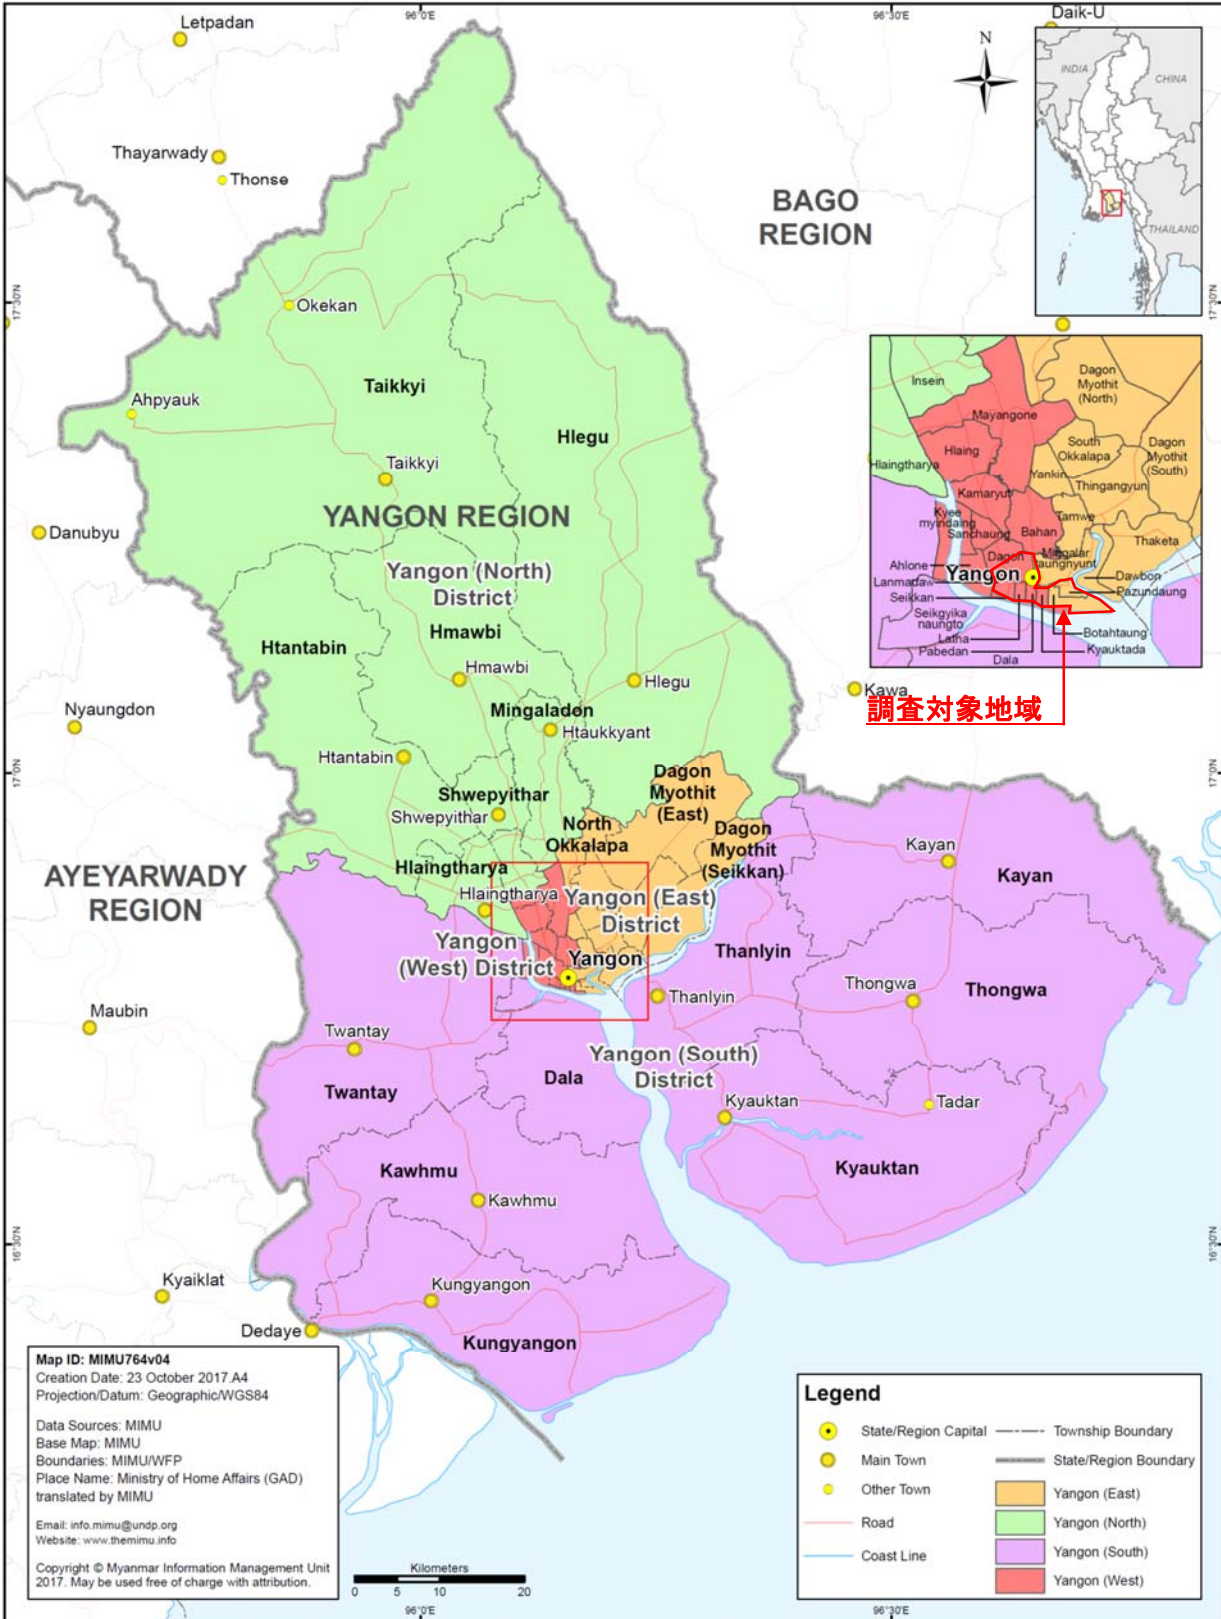 96°0'E
96°30'E
Letpadan
Daik-U
N
INDIA
CHINA
THAILAND
Thayarwady
Thonse
BAGO
REGION
17°30'N
17°30'N
Okekan
Taikkyi
Ahpyauk
Hlegu
Taikkyi
YANGON REGION
Danubyu
Yangon (North)
District
Hmawbi
Htantabin
Hmawbi
Hlegu
Kawa
Mingaladon
Htaukkyant
Nyaungdon
Htantabin
Insein
Dagon
Myothit
(North)
Mayangone
Hlaing
South
Okkalapa
Dagon
Myothit
(South)
Hlaingtharya
Yankin
Thingangyun
Kamaryut
Kyee
myindaing
Sanchaung
Bahan
Tamwe
Thaketa
Dagon
Mingalar
taungnyunt
Ahlone
Yangon
Dawbon
Lanmadaw
Pazundaung
Seikkan
Seikgyika
naungto
Latha
Botahtaung
Pabedan
Kyauktada
Dala
調査対象地域
17°0'N
17°0'N
Shwepyithar
Shwepyithar
Dagon
Myothit
(East)
North
Okkalapa
Dagon
Myothit
(Seikkan)
Hlaingtharya
Hlaingtharya
AYEYARWADY
REGION
Kayan
Kayan
Yangon (East)
District
Yangon
(West) District
Yangon
Thanlyin
Thanlyin
Thongwa
Thongwa
Maubin
Twantay
Twantay
Yangon (South)
District
Dala
Kyauktan
Tadar
Kyauktan
Kawhmu
Kawhmu
16°30'N
16°30'N
Kyaiklat
Kungyangon
Dedaye
Kungyangon
Map ID: MIMU764v04
Creation Date: 23 October 2017.A4
Projection/Datum: Geographic/WGS84
Data Sources: MIMU
Base Map: MIMU
Boundaries: MIMU/WFP
Place Name: Ministry of Home Affairs (GAD)
translated by MIMU
Email: info.mimu@undp.org
Website: www.themimu.info
Copyright © Myanmar Information Management Unit
2017. May be used free of charge with attribution.
Kilometers
0 5 10 20
Legend
State/Region Capital
Main Town
Other Town
Road
Coast Line
Township Boundary
State/Region Boundary
Yangon (East)
Yangon (North)
Yangon (South)
Yangon (West)
96°0'E
96°30'E